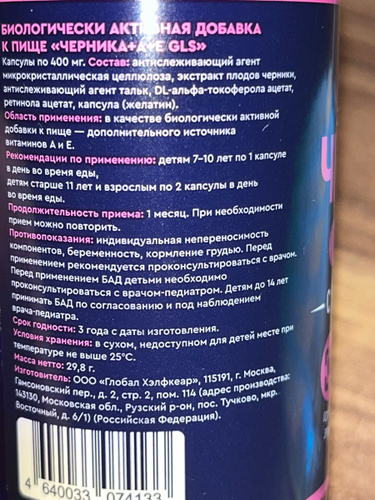 БИОЛОГИЧЕСКИ АКТИВНАЯ ДОБАВКА
К ПИЩЕ «ЧЕРНИКА+А+Е GLS»
Капсулы по 400 мг. Состав: антислеживающий агент
микрокристаллическая целлюлоза, экстракт плодов черники,
антислеживающий агент тальк, DL-альфа-токоферола ацетат,
ретинола ацетат, капсула (желатин).
Область применения: в качестве биологически активной
добавки к пище — дополнительного источника
витаминов А и Е.
Рекомендации по применению: детям 7–10 лет по 1 капсуле
в день во время еды,
детям старше 11 лет и взрослым по 2 капсулы в день
во время еды.
Продолжительность приема: 1 месяц. При необходимости
прием можно повторить.
Противопоказания: индивидуальная непереносимость
компонентов, беременность, кормление грудью. Перед
применением рекомендуется проконсультироваться с врачом.
Перед применением БАД детьми необходимо
проконсультироваться с врачом-педиатром. Детям до 14 лет
принимать БАД по согласованию и под наблюдением
врача-педиатра.
Срок годности: 3 года с даты изготовления.
Условия хранения: в сухом, недоступном для детей месте при
температуре не выше 25°С.
Масса нетто: 29,8 г.
Изготовитель: ООО «Глобал Хэлфкеар», 115191, г. Москва,
Гамсоновский пер., д. 2, стр. 2, пом. 114 (адрес производства:
143130, Московская обл., Рузский р-он, пос. Тучково, мкр.
Восточный, д. 6/1) (Российская Федерация).
4 640033 074133